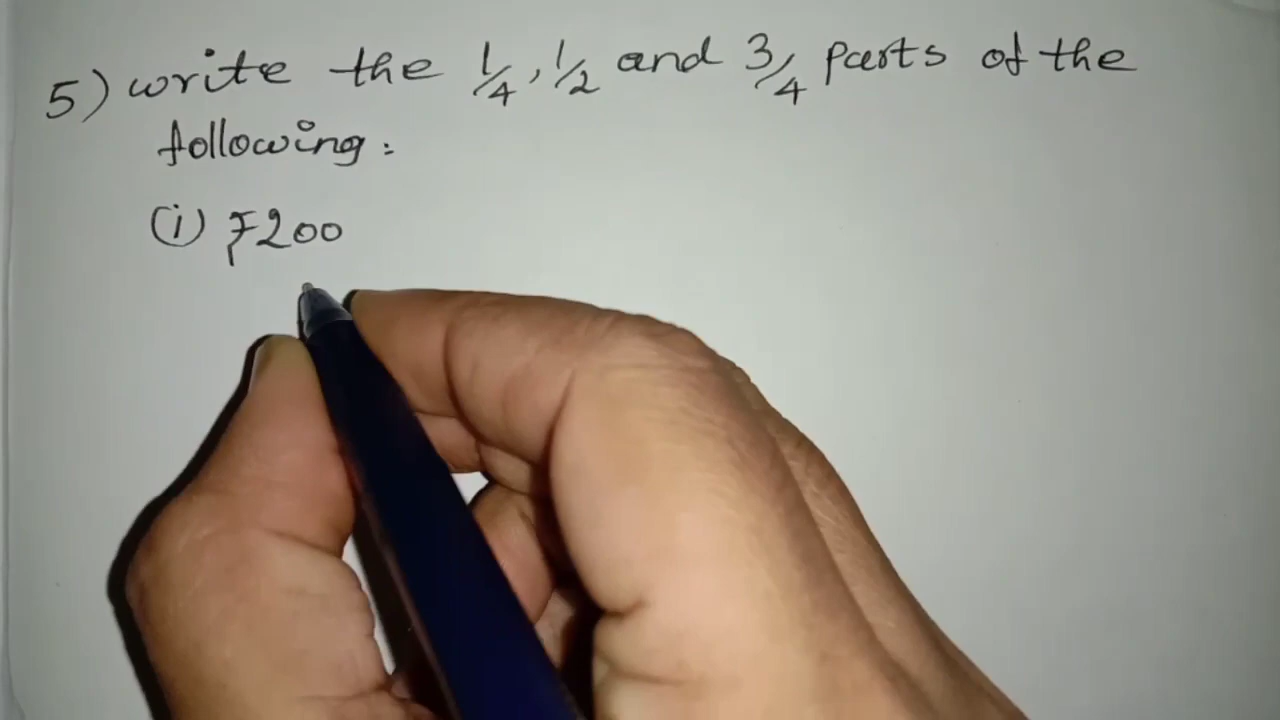 5) write the 1/4, 1/2 and 3/4 parts of the
following:
(i) ₹200